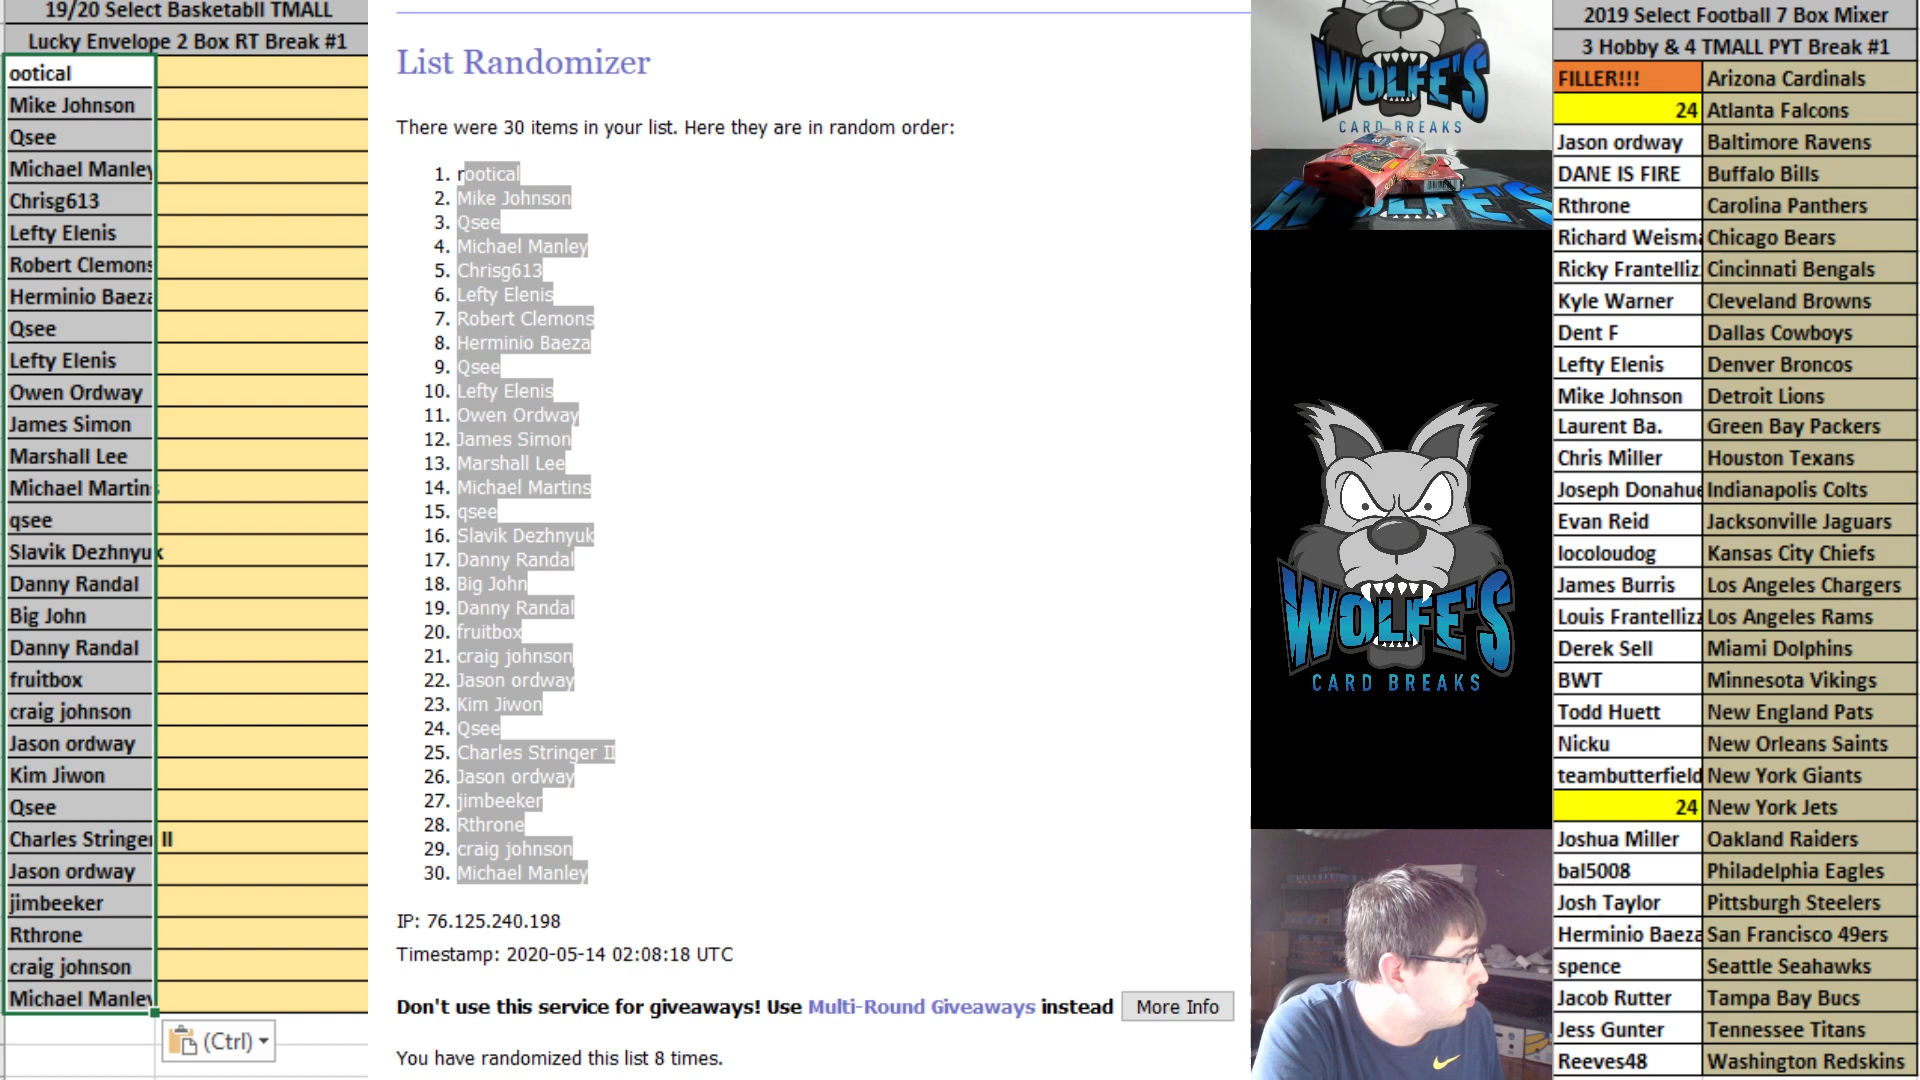 19/20 Select Basketabll TMALL
Lucky Envelope 2 Box RT Break #1
ootical
Mike Johnson
Qsee
Michael Manley
Chrisg613
Lefty Elenis
Robert Clemons
Herminio Baeza
Qsee
Lefty Elenis
Owen Ordway
James Simon
Marshall Lee
Michael Martins
qsee
Slavik Dezhnyuk
Danny Randal
Big John
Danny Randal
fruitbox
craig johnson
Jason ordway
Kim Jiwon
Qsee
Charles Stringer II
Jason ordway
jimbeeker
Rthrone
craig johnson
Michael Manley
(Ctrl)
List Randomizer
There were 30 items in your list. Here they are in random order:
1. rootical
2. Mike Johnson
3. Qsee
4. Michael Manley
5. Chrisg613
6. Lefty Elenis
7. Robert Clemons
8. Herminio Baeza
9. Qsee
10. Lefty Elenis
11. Owen Ordway
12. James Simon
13. Marshall Lee
14. Michael Martins
15. qsee
16. Slavik Dezhnyuk
17. Danny Randal
18. Big John
19. Danny Randal
20. fruitbox
21. craig johnson
22. Jason ordway
23. Kim Jiwon
24. Qsee
25. Charles Stringer II
26. Jason ordway
27. jimbeeker
28. Rthrone
29. craig johnson
30. Michael Manley
IP: 76.125.240.198
Timestamp: 2020-05-14 02:08:18 UTC
Don't use this service for giveaways! Use Multi-Round Giveaways instead More Info
You have randomized this list 8 times.
WOLFE'S
CARD BREAKS
WOLFE'S
WOLFE'S
CARD BREAKS
2019 Select Football 7 Box Mixer
3 Hobby & 4 TMALL PYT Break #1
FILLER!!! Arizona Cardinals
24 Atlanta Falcons
Jason ordway Baltimore Ravens
DANE IS FIRE Buffalo Bills
Rthrone Carolina Panthers
Richard Weisma Chicago Bears
Ricky Frantelliz Cincinnati Bengals
Kyle Warner Cleveland Browns
Dent F Dallas Cowboys
Lefty Elenis Denver Broncos
Mike Johnson Detroit Lions
Laurent Ba. Green Bay Packers
Chris Miller Houston Texans
Joseph Donahue Indianapolis Colts
Evan Reid Jacksonville Jaguars
locoloudog Kansas City Chiefs
James Burris Los Angeles Chargers
Louis Frantellizz Los Angeles Rams
Derek Sell Miami Dolphins
BWT Minnesota Vikings
Todd Huett New England Pats
Nicku New Orleans Saints
teambutterfield New York Giants
24 New York Jets
Joshua Miller Oakland Raiders
bal5008 Philadelphia Eagles
Josh Taylor Pittsburgh Steelers
Herminio Baeza San Francisco 49ers
spence Seattle Seahawks
Jacob Rutter Tampa Bay Bucs
Jess Gunter Tennessee Titans
Reeves48 Washington Redskins